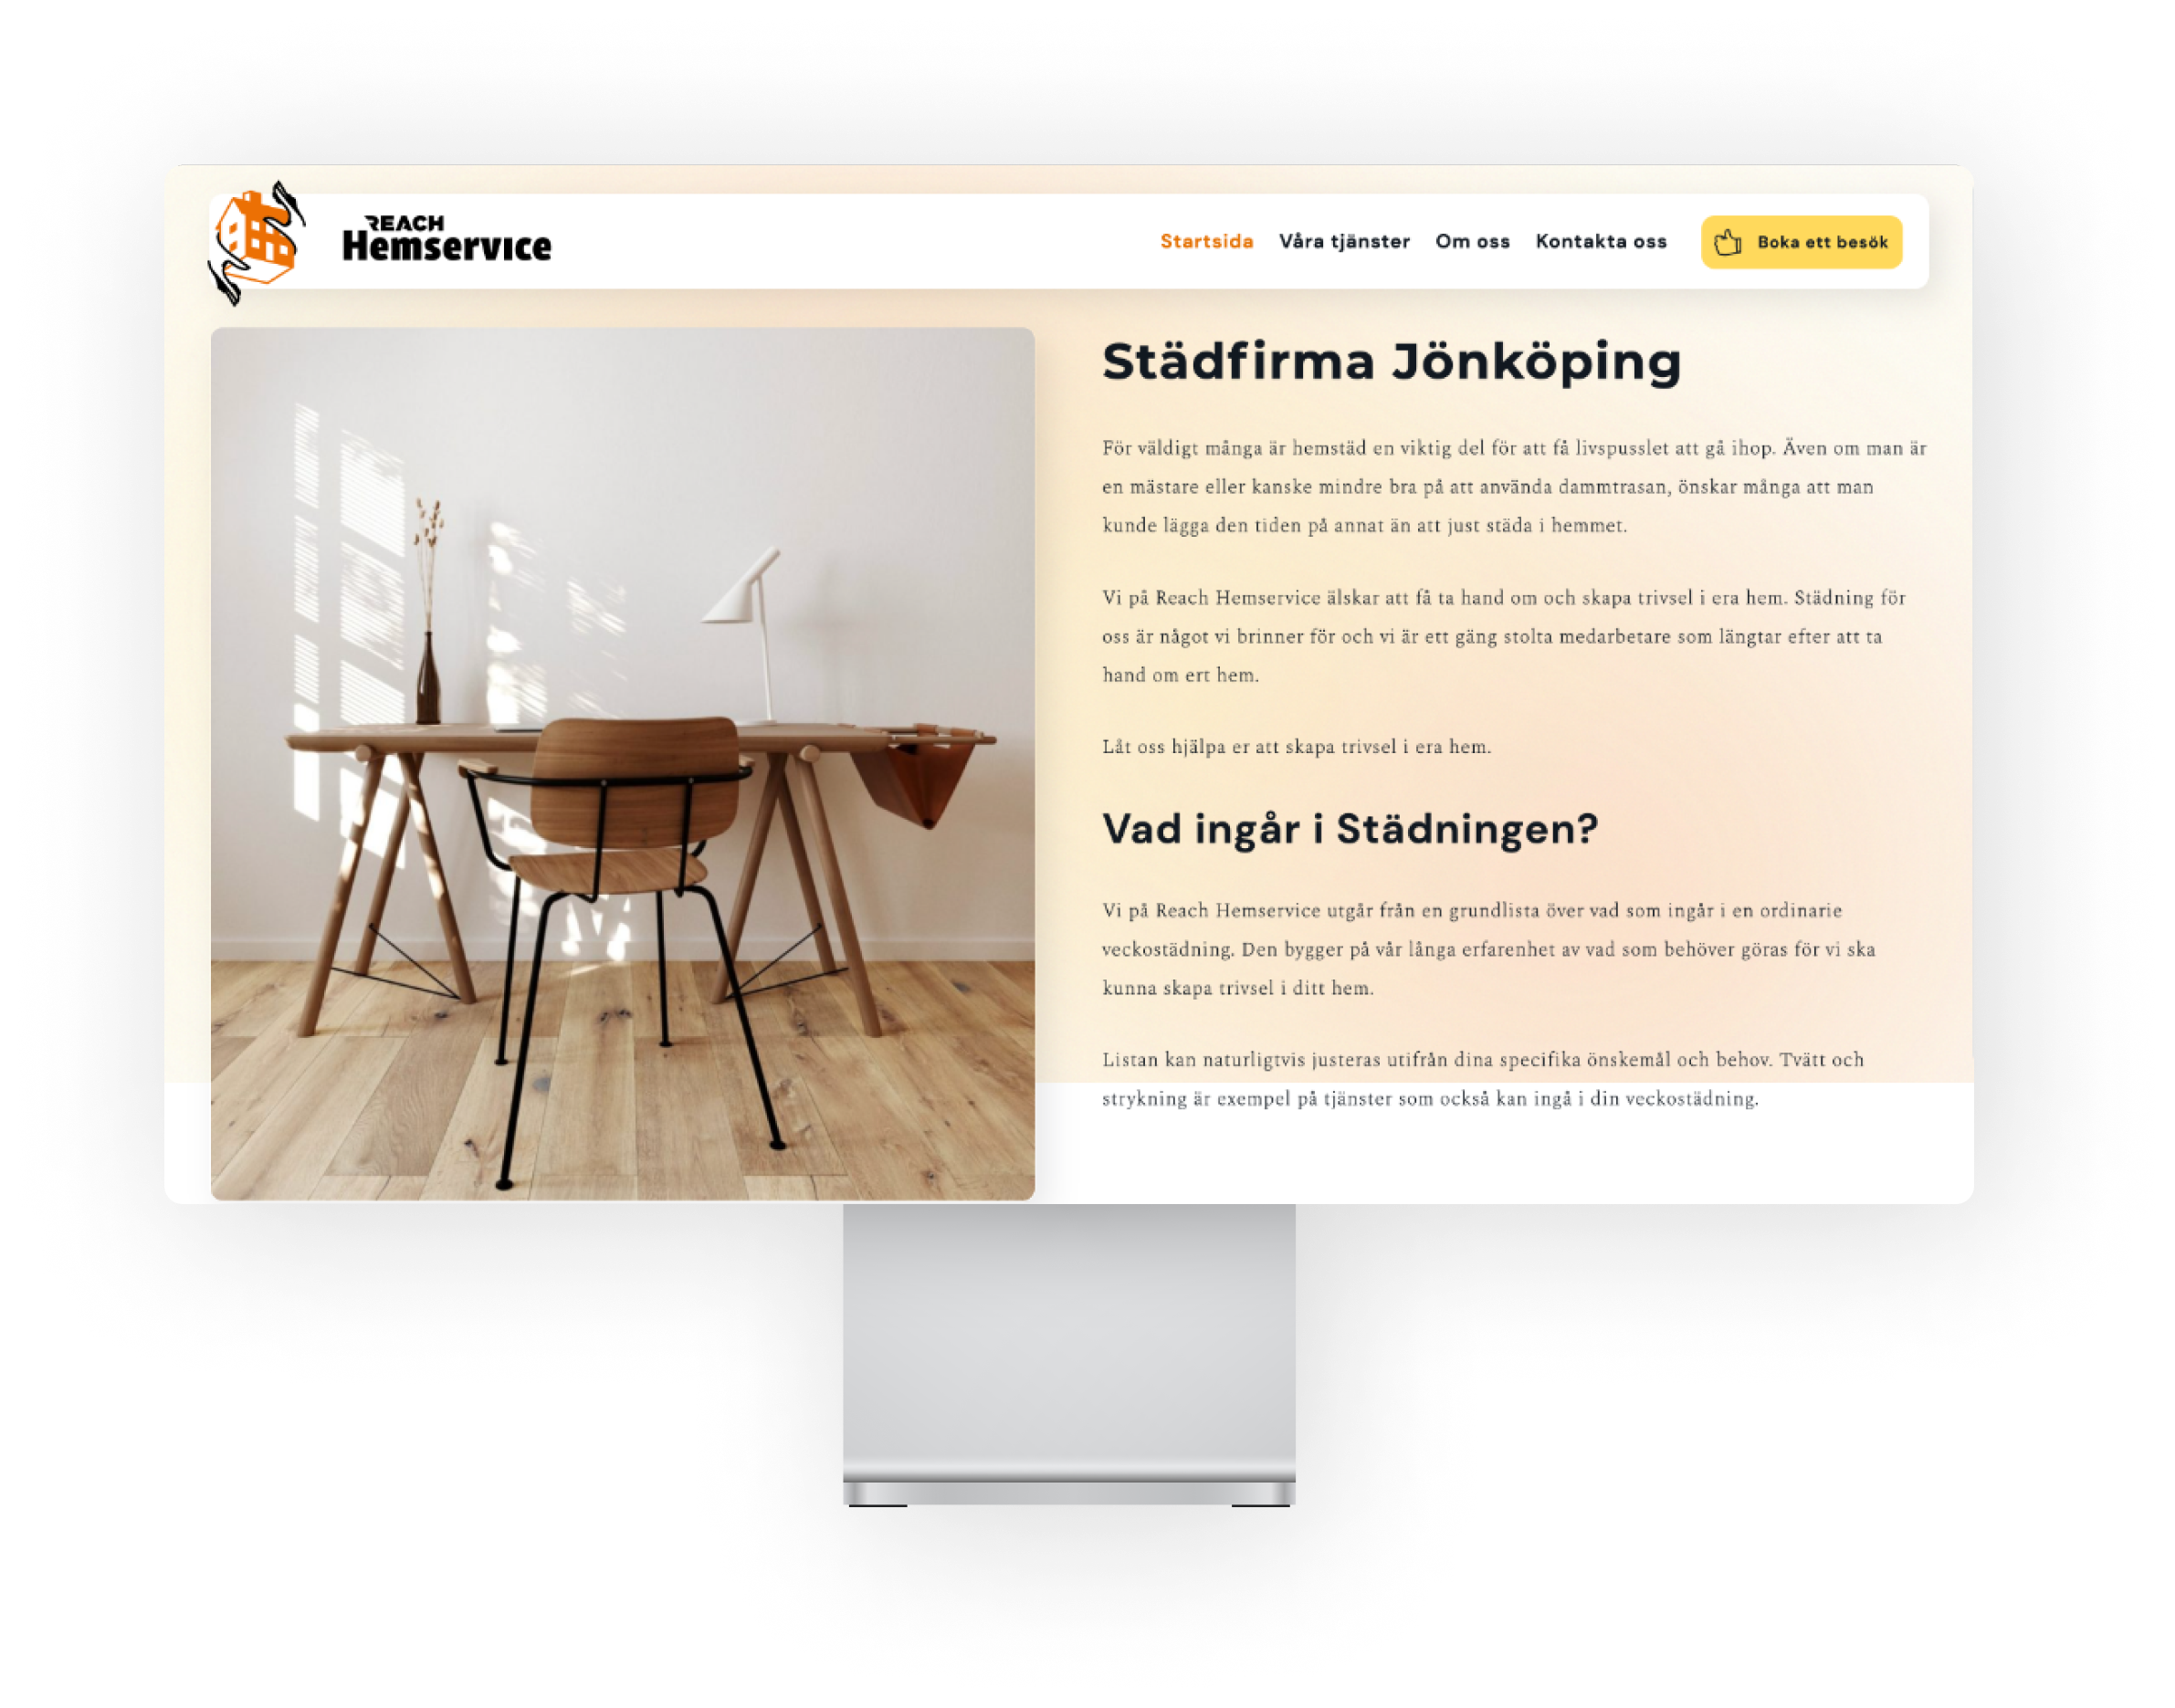 REACH
Hemservice
Startsida Våra tjänster Om oss Kontakta oss Boka ett besök
Städfirma Jönköping
För väldigt många är hemstäd en viktig del för att få livspusslet att gå ihop. Även om man är
en mästare eller kanske mindre bra på att använda dammtrasan, önskar många att man
kunde lägga den tiden på annat än att just städa i hemmet.
Vi på Reach Hemservice älskar att få ta hand om och skapa trivsel i era hem. Städning för
oss är något vi brinner för och vi är ett gäng stolta medarbetare som längtar efter att ta
hand om ert hem.
Låt oss hjälpa er att skapa trivsel i era hem.
Vad ingår i Städningen?
Vi på Reach Hemservice utgår från en grundlista över vad som ingår i en ordinarie
veckostädning. Den bygger på vår långa erfarenhet av vad som behöver göras för vi ska
kunna skapa trivsel i ditt hem.
Listan kan naturligtvis justeras utifrån dina specifika önskemål och behov. Tvätt och
strykning är exempel på tjänster som också kan ingå i din veckostädning.